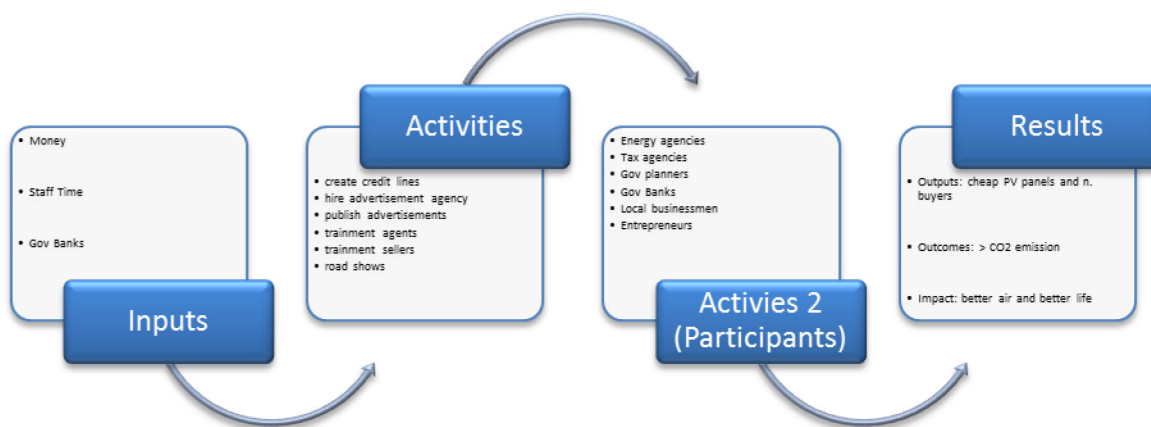 • Money
• Staff Time
• Gov Banks
Inputs
Activities
• create credit lines
• hire advertisement agency
• publish advertisements
• trainment agents
• trainment sellers
• road shows
• Energy agencies
• Tax agencies
• Gov planners
• Gov Banks
• Local businessmen
• Entrepreneurs
Activies 2
(Participants)
Results
• Outputs: cheap PV panels and n.
buyers
• Outcomes: > CO2 emission
• Impact: better air and better life